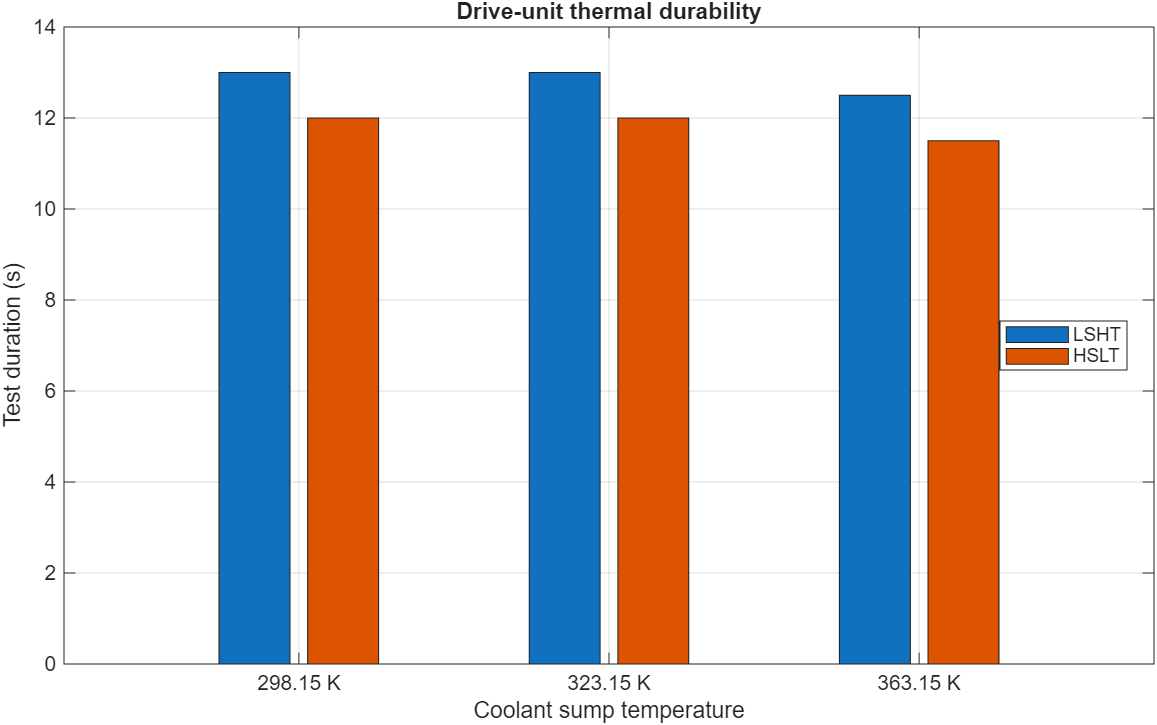 Drive-unit thermal durability
14
12
10
8
6
4
2
0
Test duration (s)
LSHT
HSLT
298.15 K
323.15 K
363.15 K
Coolant sump temperature